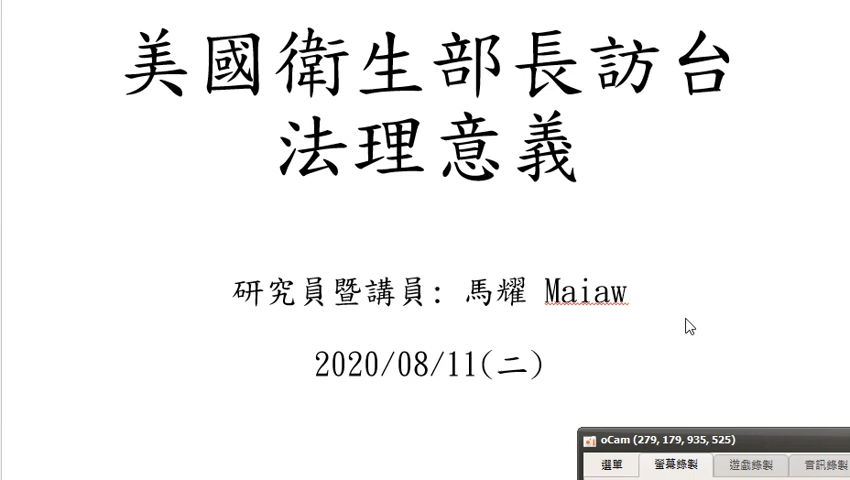 美國衛生部長訪台
法理意義
研究員暨講員: 馬耀 Maiaw
2020/08/11(二)
oCam (279, 179, 935, 525)
選單 螢幕錄製 遊戲錄製 音訊錄製